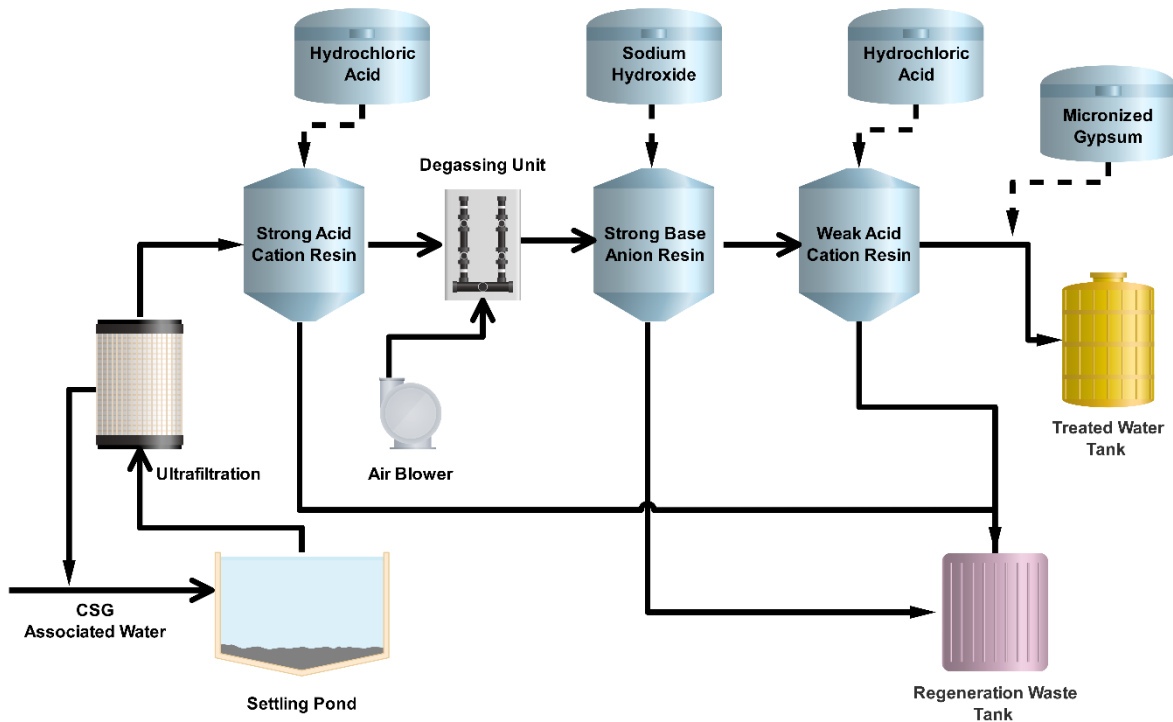 Hydrochloric
Acid
Sodium
Hydroxide
Hydrochloric
Acid
Micronized
Gypsum
Degassing Unit
Strong Acid
Cation Resin
Strong Base
Anion Resin
Weak Acid
Cation Resin
Ultrafiltration
Air Blower
Treated Water
Tank
CSG
Associated Water
Settling Pond
Regeneration Waste
Tank